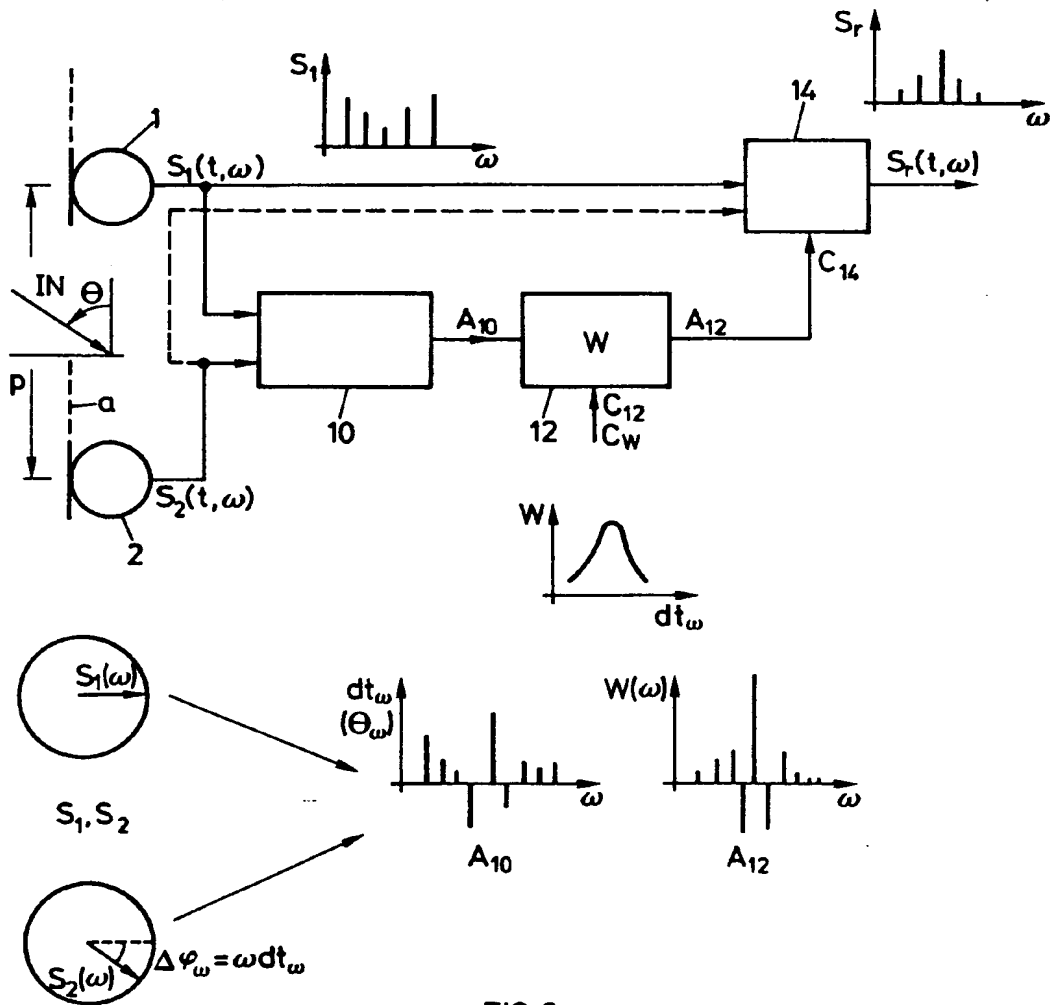 Sr
ω
S1
ω
14
1
S1(t,ω)
Sr(t,ω)
C14
IN
Θ
A10
W
A12
p
a
10
12
C12
CW
S2(t,ω)
2
W
dtω
S1(ω)
dtω
(Θω)
ω
W(ω)
ω
S1,S2
A10
A12
S2(ω)
Δφω=ωdtω